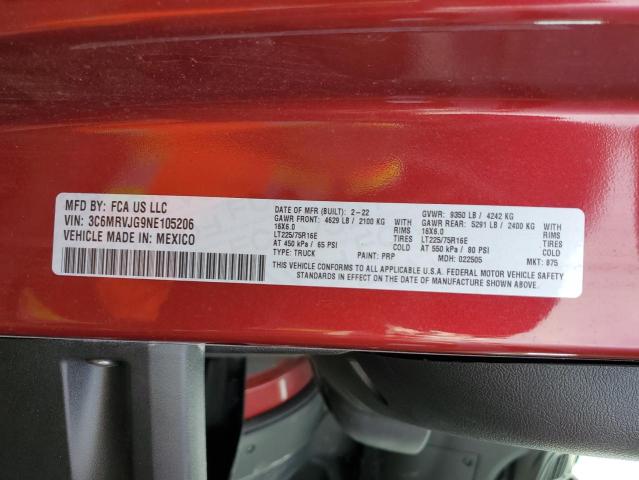 MFD BY: FCA US LLC
VIN: 3C6MRVJG9NE105206
VEHICLE MADE IN: MEXICO
DATE OF MFR (BUILT): 2-22
GAWR FRONT: 4629 LB / 2100 KG
16X6.0 RIMS
LT225/75R16E TIRES
AT 450 kPa / 65 PSI COLD
TYPE: TRUCK PAINT: PRP
GVWR: 9350 LB / 4242 KG
GAWR REAR: 5291 LB / 2400 KG
16X6.0 RIMS
LT225/75R16E TIRES
AT 550 kPa / 80 PSI COLD
MDH: 022505 MKT: 875
THIS VEHICLE CONFORMS TO ALL APPLICABLE U.S.A. FEDERAL MOTOR VEHICLE SAFETY
STANDARDS IN EFFECT ON THE DATE OF MANUFACTURE SHOWN ABOVE.